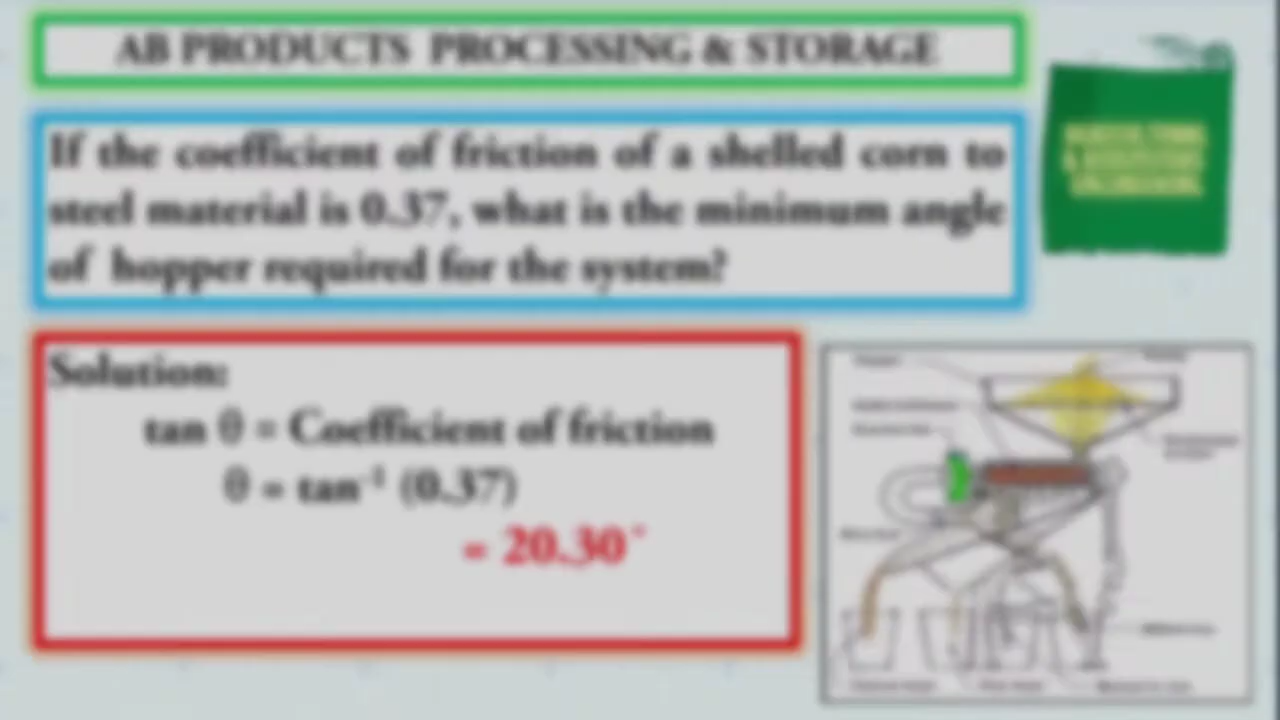 AB PRODUCTS PROCESSING & STORAGE
If the coefficient of friction of a shelled corn to
steel material is 0.37, what is the minimum angle
of hopper required for the system?
Solution:
tan θ = Coefficient of friction
θ = tan⁻¹ (0.37)
= 20.30°